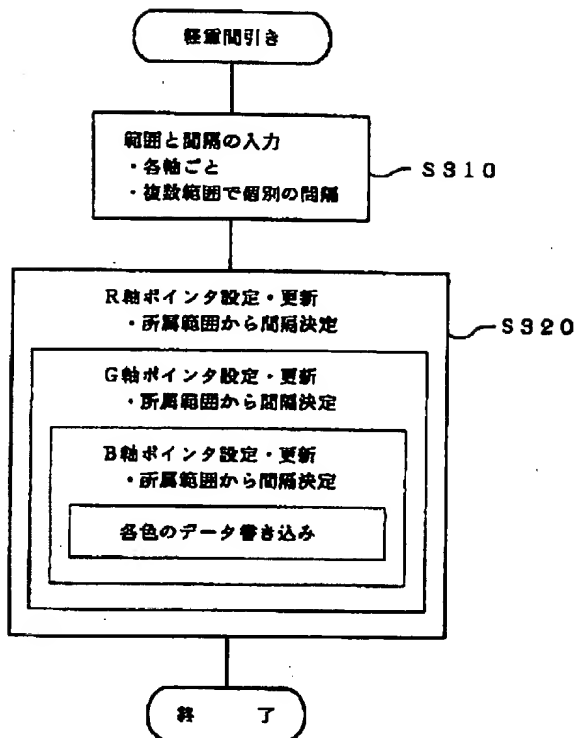 軽重間引き
範囲と間隔の入力
・各軸ごと
・複数範囲で個別の間隔
S310
R軸ポインタ設定・更新
・所属範囲から間隔決定
S320
G軸ポインタ設定・更新
・所属範囲から間隔決定
B軸ポインタ設定・更新
・所属範囲から間隔決定
各色のデータ書き込み
終 了